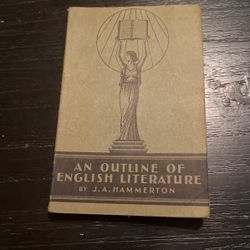 AN OUTLINE OF
ENGLISH LITERATURE
BY J.A. HAMMERTON